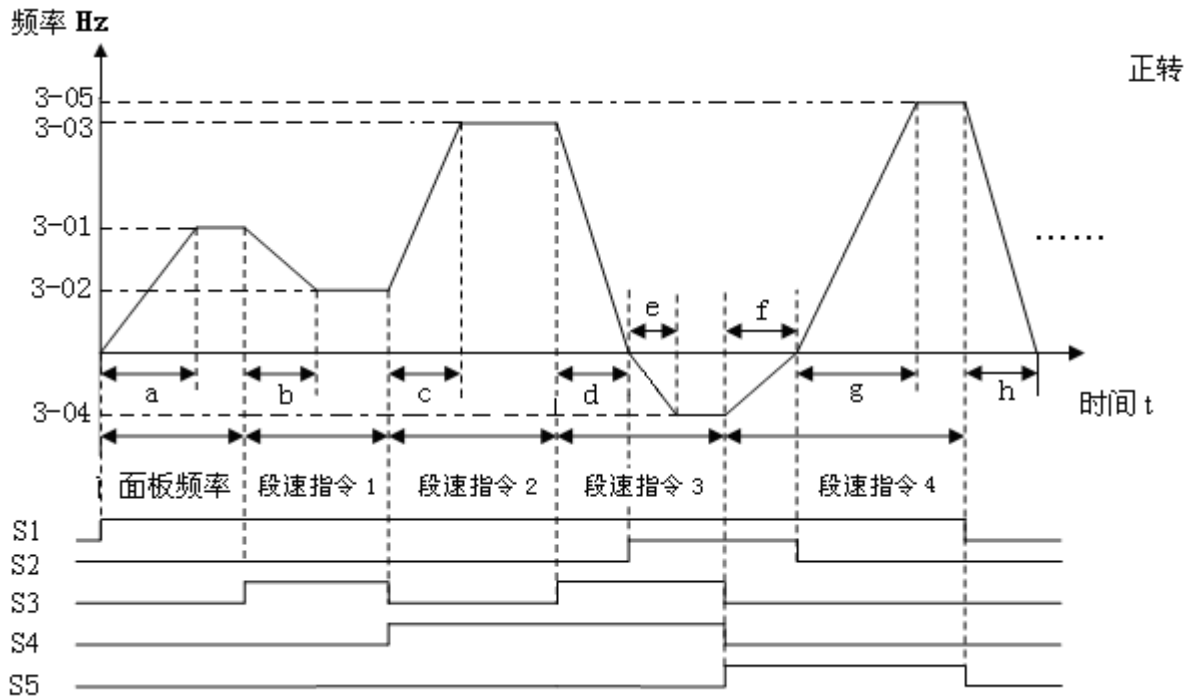 频率 Hz
正转
3-05
3-03
3-01
......
3-02
e
f
a
b
c
d
g
h
3-04
时间 t
面板频率
段速指令 1
段速指令 2
段速指令 3
段速指令 4
S1
S2
S3
S4
S5